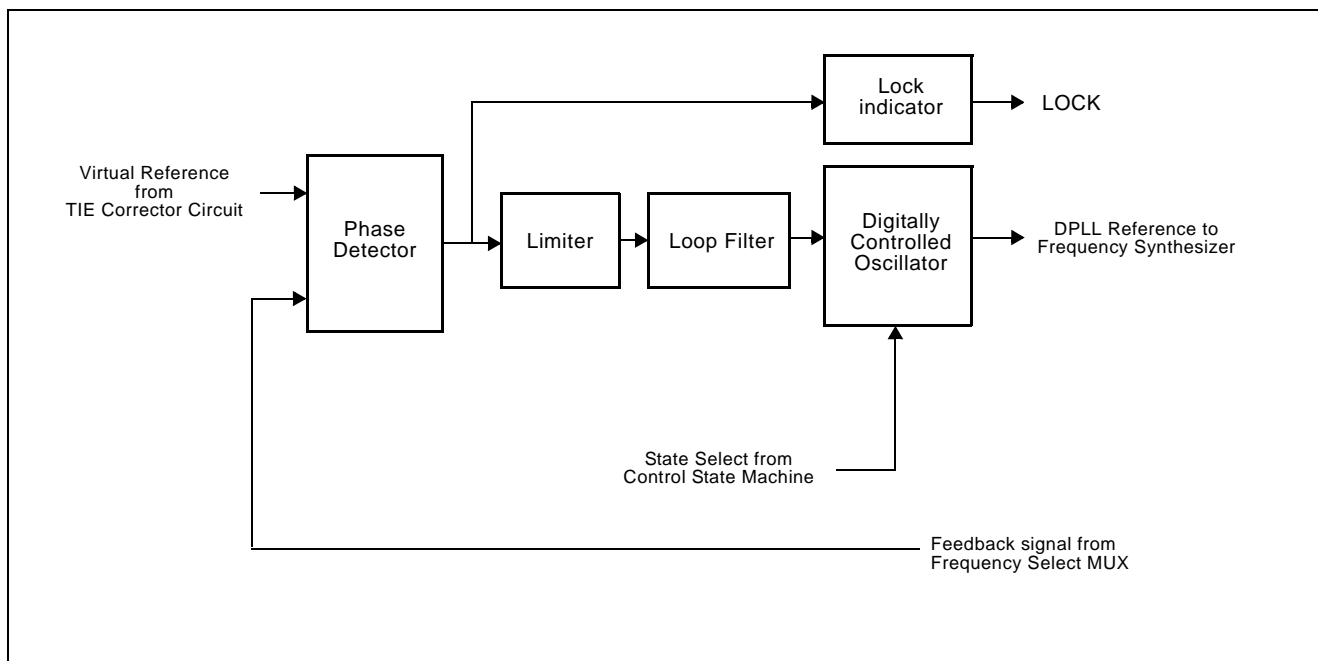 Lock
indicator
LOCK
Virtual Reference
from
TIE Corrector Circuit
Phase
Detector
Limiter
Loop Filter
Digitally
Controlled
Oscillator
DPLL Reference to
Frequency Synthesizer
State Select from
Control State Machine
Feedback signal from
Frequency Select MUX